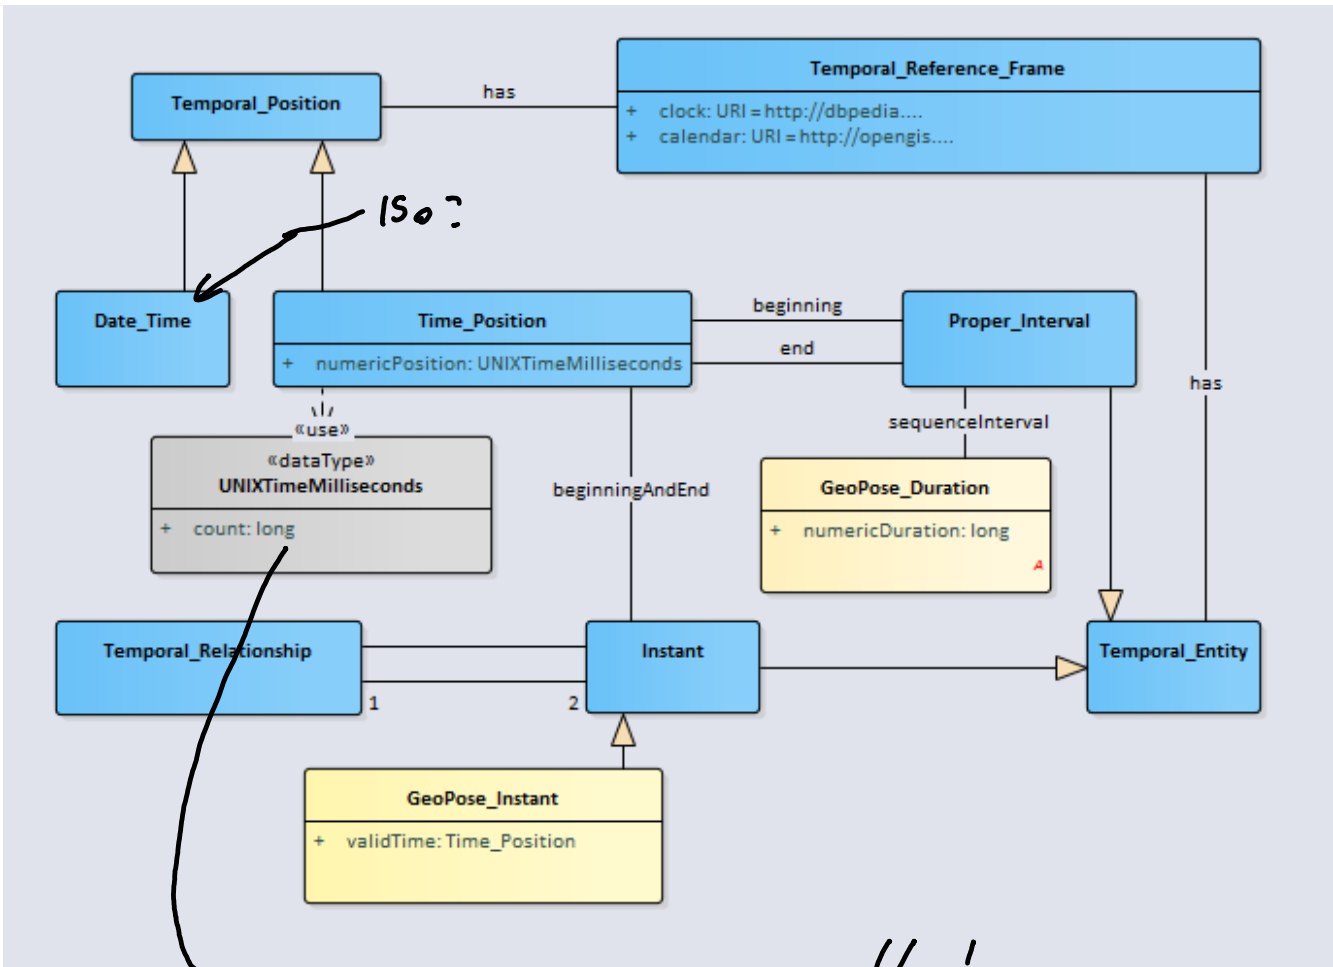 Temporal_Reference_Frame
+ clock: URI = http://dbpedia....
+ calendar: URI = http://opengis....
Temporal_Position
has
ISO?
Date_Time
Time_Position
+ numericPosition: UNIXTimeMilliseconds
beginning
end
Proper_Interval
has
«use»
«dataType»
UNIXTimeMilliseconds
+ count: long
beginningAndEnd
sequenceInterval
GeoPose_Duration
+ numericDuration: long
A
Temporal_Relationship
1
2
Instant
Temporal_Entity
GeoPose_Instant
+ validTime: Time_Position